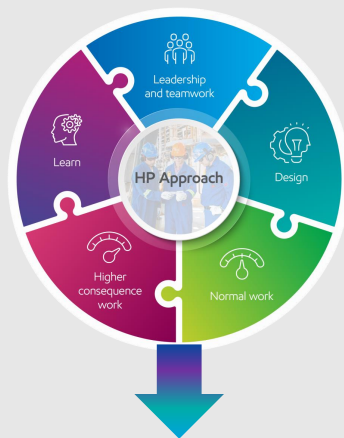 Leadership
and teamwork
Learn
HP Approach
Design
Higher
consequence
work
Normal work